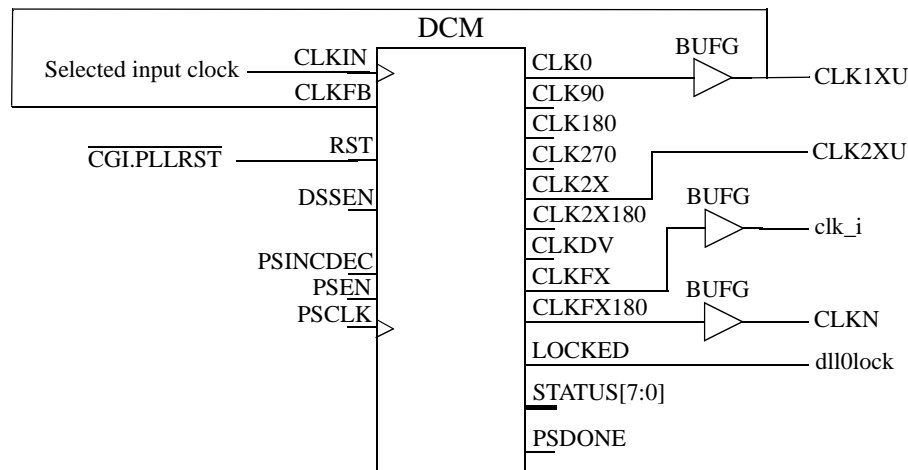 DCM
CLKIN
Selected input clock
CLKFB
CGI.PLLRST
RST
DSSEN
PSINCDEC
PSEN
PSCLK
CLK0
BUFG
CLK1XU
CLK90
CLK180
CLK270
CLK2X
CLK2XU
CLK2X180
BUFG
clk_i
CLKDV
CLKFX
CLKFX180
BUFG
CLKN
LOCKED
dll0lock
STATUS[7:0]
PSDONE